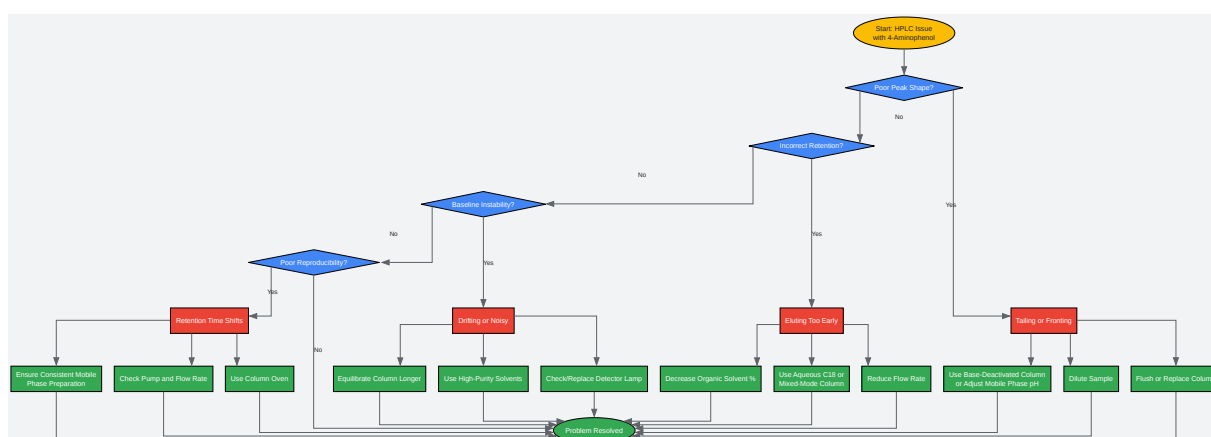 Start: HPLC Issue
with 4-Aminophenol
Poor Peak Shape?
No
Incorrect Retention?
No
Baseline Instability?
Yes
No
Yes
Poor Reproducibility?
Yes
Yes
Retention Time Shifts
Drifting or Noisy
Eluting Too Early
Tailing or Fronting
No
Ensure Consistent Mobile
Phase Preparation
Check Pump and Flow Rate
Use Column Oven
Equilibrate Column Longer
Use High-Purity Solvents
Check/Replace Detector Lamp
Decrease Organic Solvent %
Use Aqueous C18 or
Mixed-Mode Column
Reduce Flow Rate
Use Base-Deactivated Column
or Adjust Mobile Phase pH
Dilute Sample
Flush or Replace Colum
Problem Resolved